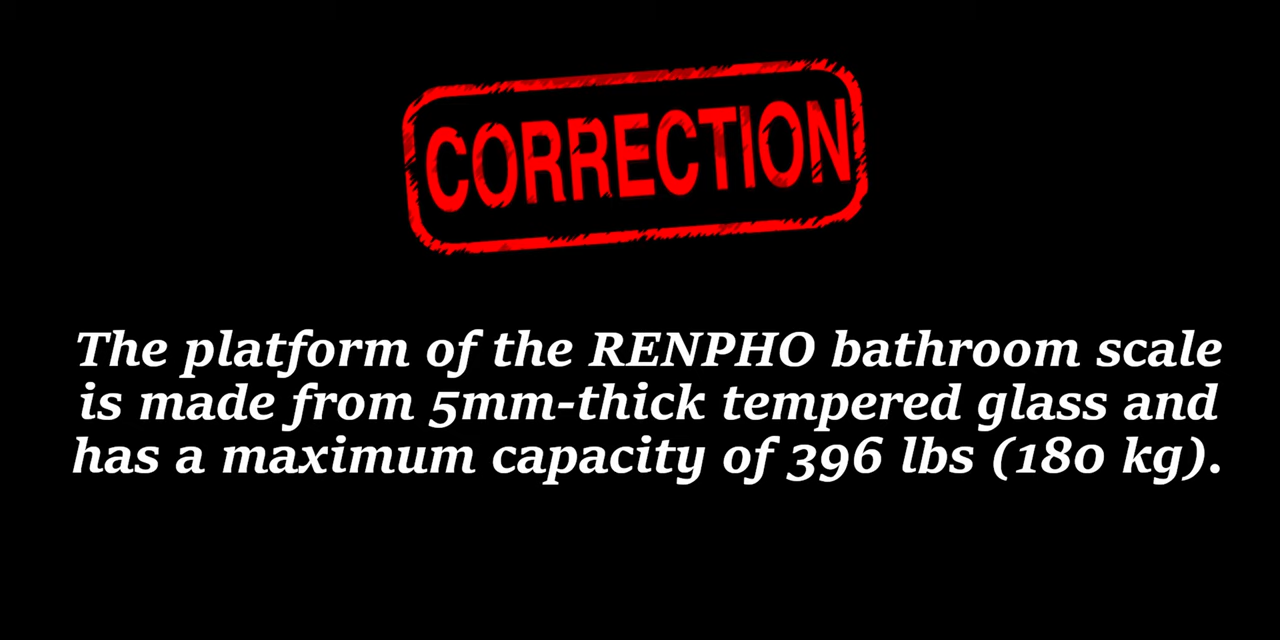 CORRECTION
The platform of the RENPHO bathroom scale
is made from 5mm-thick tempered glass and
has a maximum capacity of 396 lbs (180 kg).